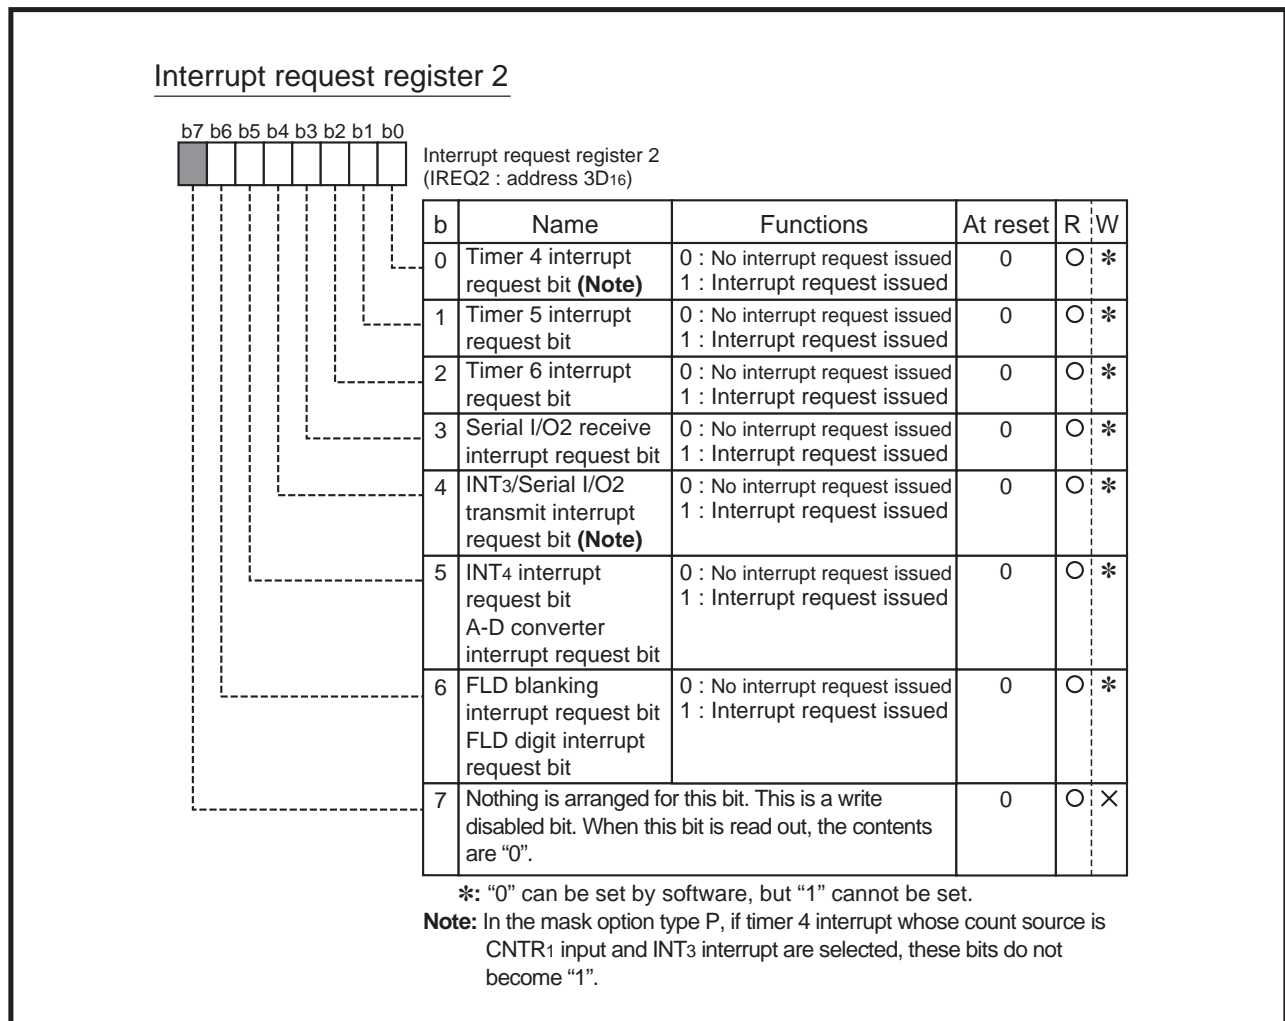 Interrupt request register 2
b7 b6 b5 b4 b3 b2 b1 b0
Interrupt request register 2
(IREQ2 : address 3D16)
b Name Functions At reset R W
0 Timer 4 interrupt 0 : No interrupt request issued 0 ○ ✻
request bit (Note) 1 : Interrupt request issued
1 Timer 5 interrupt 0 : No interrupt request issued 0 ○ ✻
request bit 1 : Interrupt request issued
2 Timer 6 interrupt 0 : No interrupt request issued 0 ○ ✻
request bit 1 : Interrupt request issued
3 Serial I/O2 receive 0 : No interrupt request issued 0 ○ ✻
interrupt request bit 1 : Interrupt request issued
4 INT3/Serial I/O2 0 : No interrupt request issued 0 ○ ✻
transmit interrupt 1 : Interrupt request issued
request bit (Note)
5 INT4 interrupt 0 : No interrupt request issued 0 ○ ✻
request bit 1 : Interrupt request issued
A-D converter
interrupt request bit
6 FLD blanking 0 : No interrupt request issued 0 ○ ✻
interrupt request bit 1 : Interrupt request issued
FLD digit interrupt
request bit
7 Nothing is arranged for this bit. This is a write 0 ○ ×
disabled bit. When this bit is read out, the contents
are “0”.
✻: “0” can be set by software, but “1” cannot be set.
Note: In the mask option type P, if timer 4 interrupt whose count source is
CNTR1 input and INT3 interrupt are selected, these bits do not
become “1”.